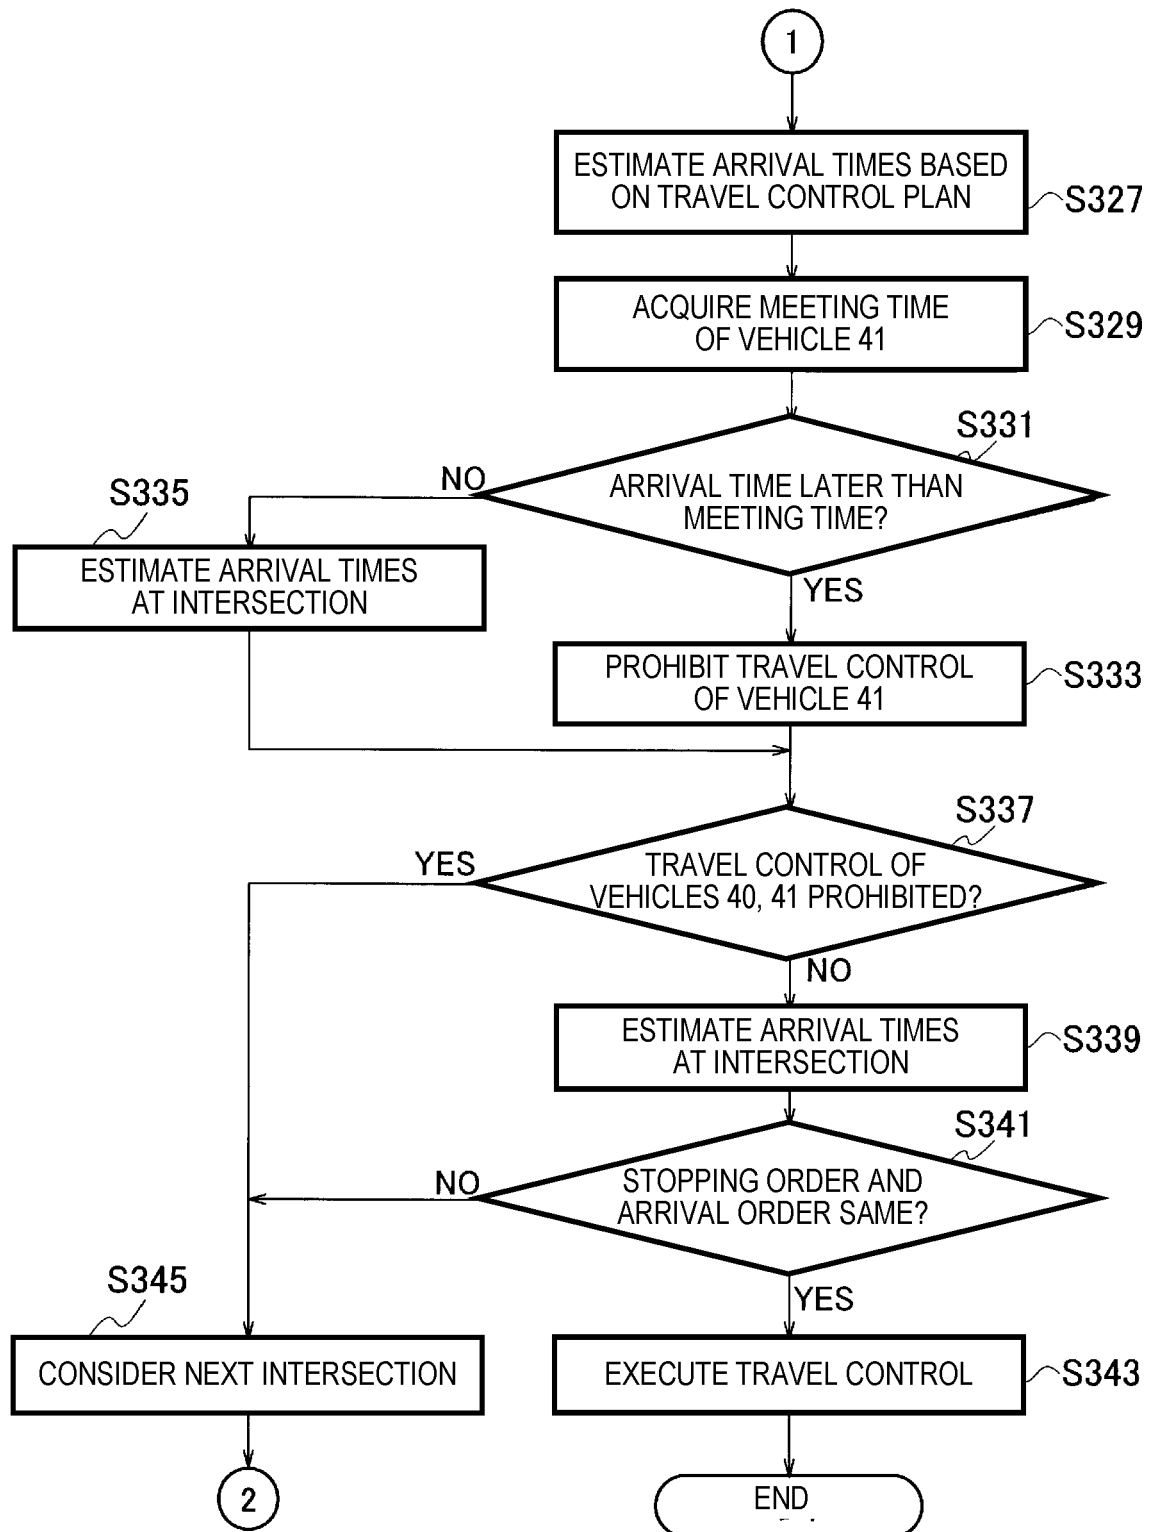 1
ESTIMATE ARRIVAL TIMES BASED
ON TRAVEL CONTROL PLAN
S327
ACQUIRE MEETING TIME
OF VEHICLE 41
S329
S331
ARRIVAL TIME LATER THAN
MEETING TIME?
NO
YES
S335
ESTIMATE ARRIVAL TIMES
AT INTERSECTION
PROHIBIT TRAVEL CONTROL
OF VEHICLE 41
S333
S337
TRAVEL CONTROL OF
VEHICLES 40, 41 PROHIBITED?
YES
NO
ESTIMATE ARRIVAL TIMES
AT INTERSECTION
S339
S341
STOPPING ORDER AND
ARRIVAL ORDER SAME?
NO
YES
S345
CONSIDER NEXT INTERSECTION
EXECUTE TRAVEL CONTROL
S343
2
END